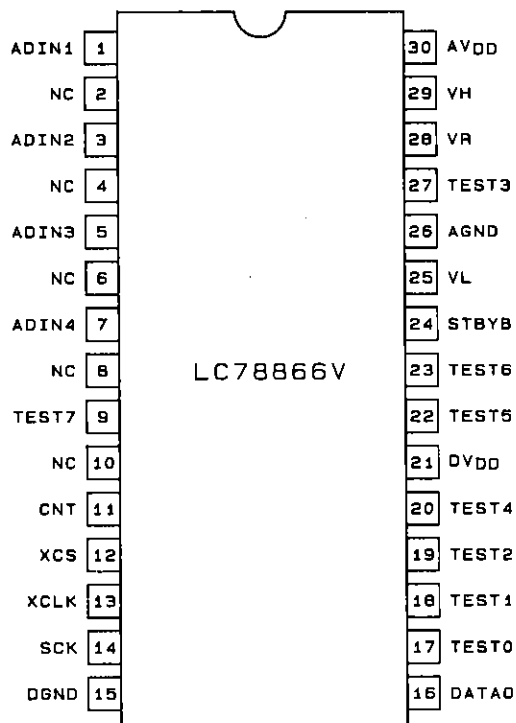 ADIN1 1 30 AVDD
NC 2 29 VH
ADIN2 3 28 VR
NC 4 27 TEST3
ADIN3 5 26 AGND
NC 6 25 VL
ADIN4 7 24 STBYB
NC 8 LC78866V 23 TEST6
TEST7 9 22 TEST5
NC 10 21 DVDD
CNT 11 20 TEST4
XCS 12 19 TEST2
XCLK 13 18 TEST1
SCK 14 17 TEST0
DGND 15 16 DATAO